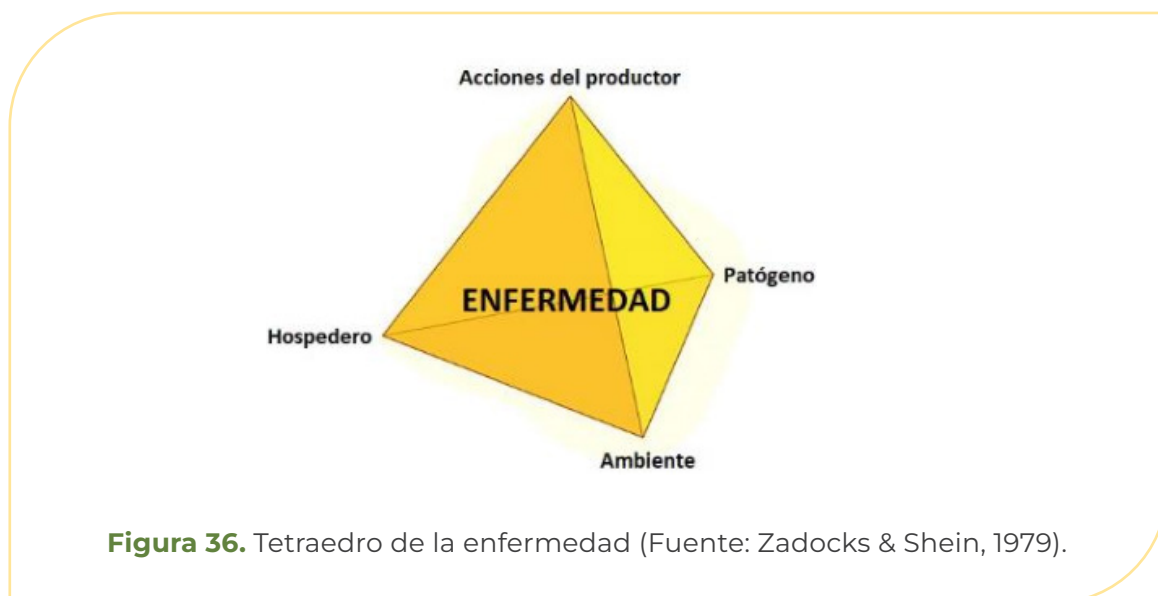 Acciones del productor
Patógeno
ENFERMEDAD
Hospedero
Ambiente
Figura 36. Tetraedro de la enfermedad (Fuente: Zadocks & Shein, 1979).